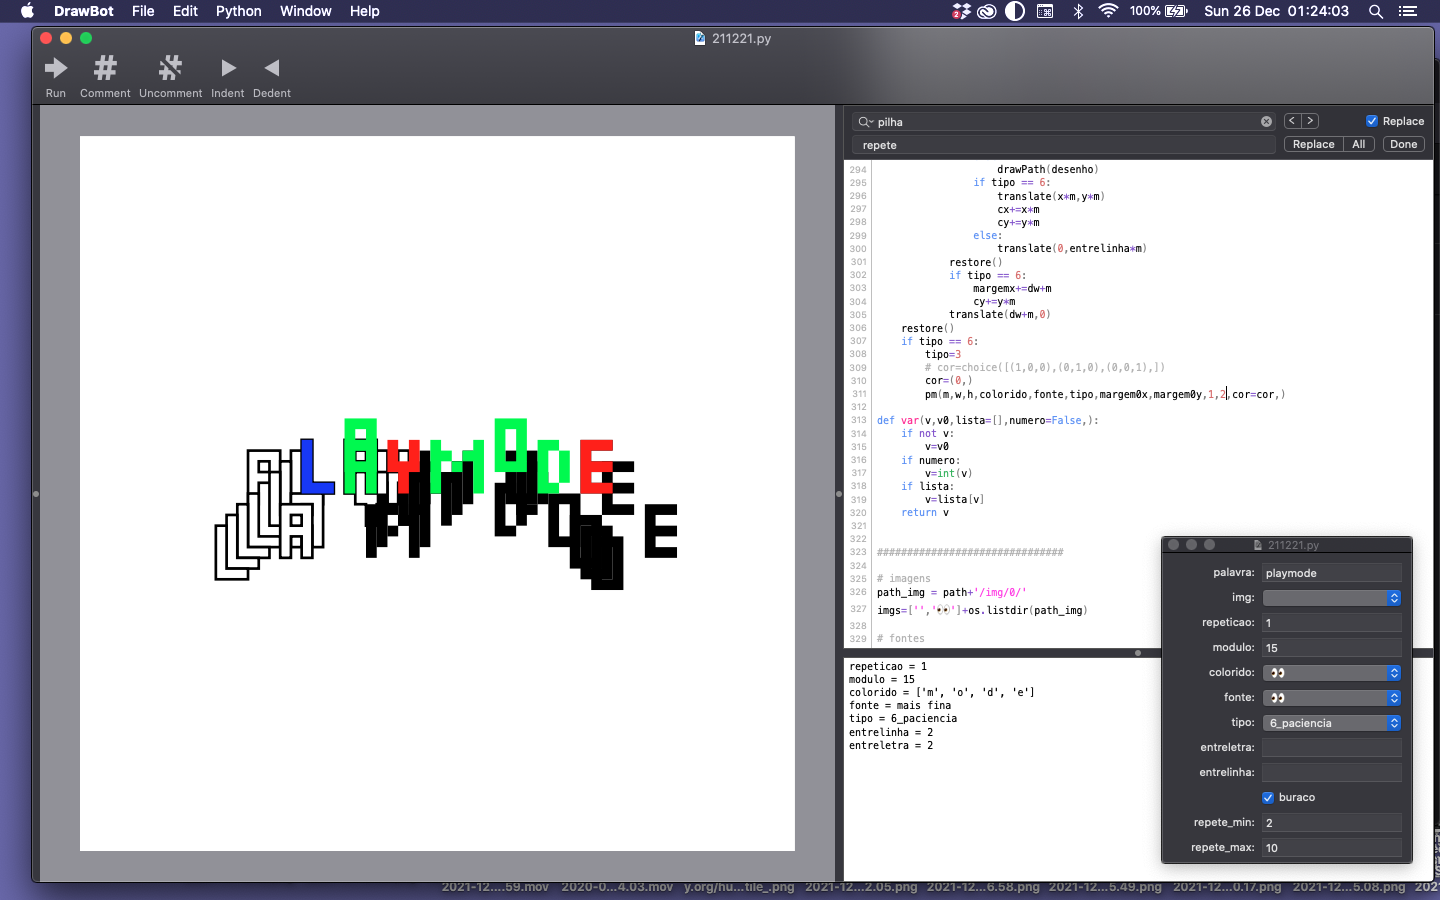 DrawBot File Edit Python Window Help
2
100%
Sun 26 Dec 01:24:03
211221.py
Run Comment Uncomment Indent Dedent
pilha
Replace
repete
Replace All Done
294 drawPath(desenho)
295 if tipo == 6:
296 translate(x*m,y*m)
297 cx+=x*m
298 cy+=y*m
299 else:
300 translate(0,entrelinha*m)
301 restore()
302 if tipo == 6:
303 margemx+=dw+m
304 cy+=y*m
305 translate(dw+m,0)
306 restore()
307 if tipo == 6:
308 tipo=3
309 # cor=choice([(1,0,0),(0,1,0),(0,0,1),])
310 cor=(0,)
311 pm(m,w,h,colorido,fonte,tipo,margem0x,margem0y,1,2,cor=cor,)
312
313 def var(v,v0,lista=[],numero=False,):
314 if not v:
315 v=v0
316 if numero:
317 v=int(v)
318 if lista:
319 v=lista[v]
320 return v
321
322
323 ###############################
324
325 # imagens
326 path_img = path+'/img/0/'
327 imgs=['','👀']+os.listdir(path_img)
328
329 # fontes
PLAYMODE
repeticao = 1
modulo = 15
colorido = ['m', 'o', 'd', 'e']
fonte = mais fina
tipo = 6_paciencia
entrelinha = 2
entreletra = 2
211221.py
palavra: playmode
img:
repeticao: 1
modulo: 15
colorido: 👀
fonte: 👀
tipo: 6_paciencia
entreletra:
entrelinha:
buraco
repete_min: 2
repete_max: 10
2021-12....59.mov 2020-0...4.03.mov y.org/hu...tile_.png 2021-12...2.05.png 2021-12...6.58.png 2021-12...5.49.png 2021-12...0.17.png 2021-12...5.08.png 2021